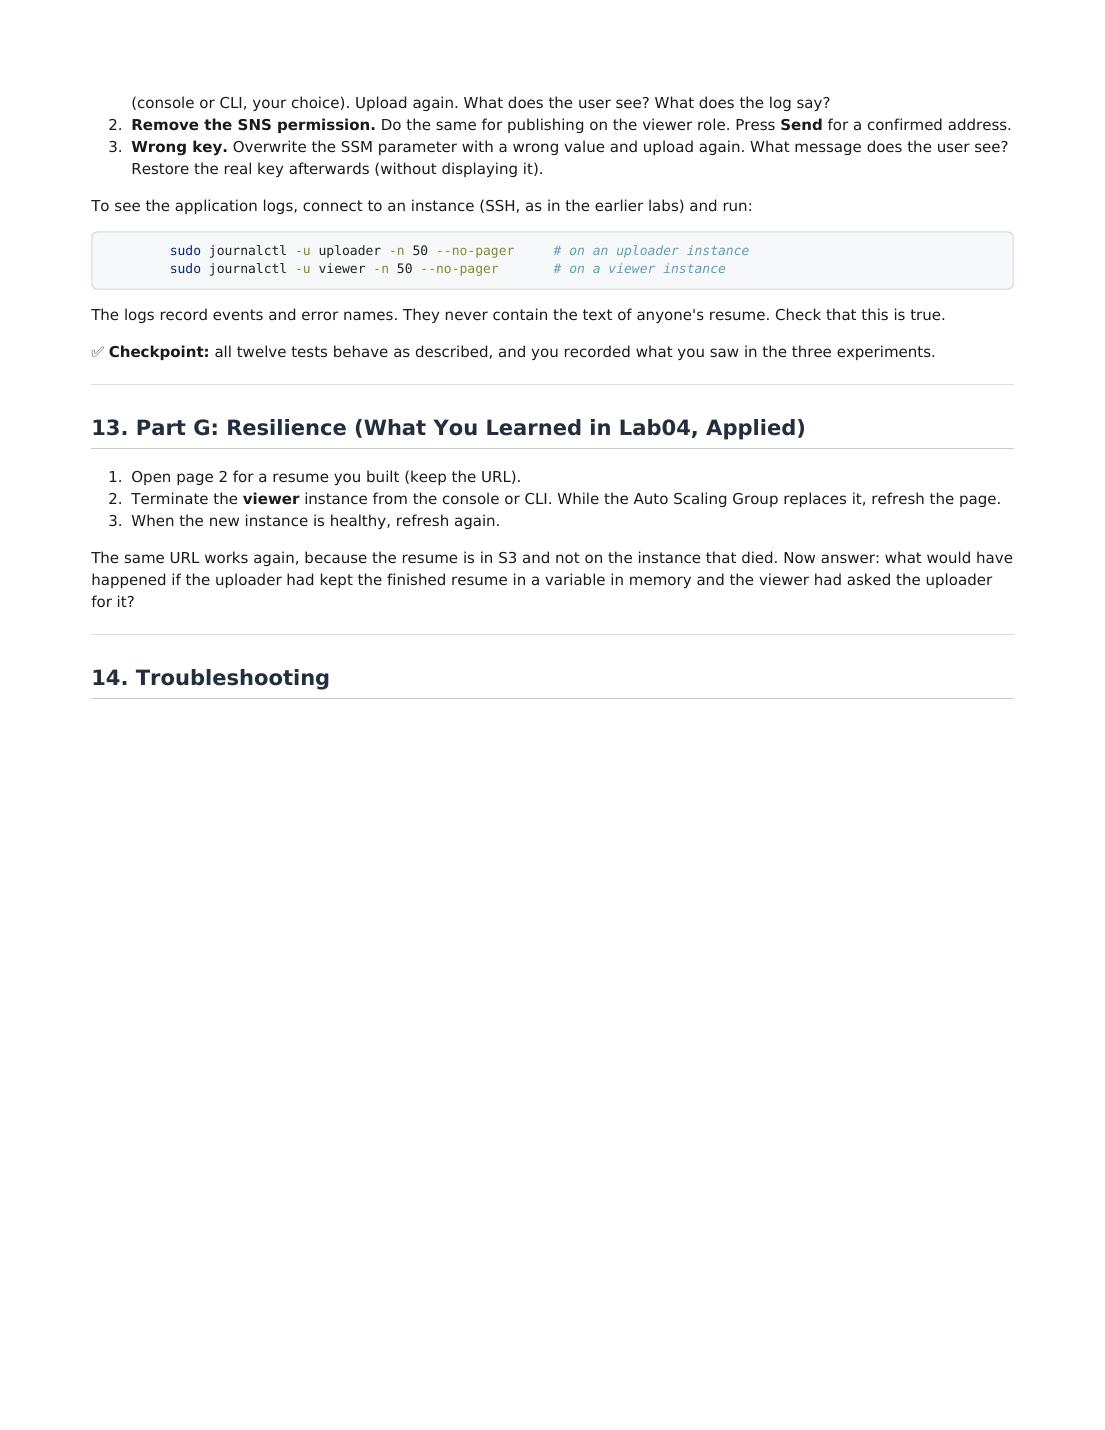 (console or CLI, your choice). Upload again. What does the user see? What does the log say?
2. Remove the SNS permission. Do the same for publishing on the viewer role. Press Send for a confirmed address.
3. Wrong key. Overwrite the SSM parameter with a wrong value and upload again. What message does the user see?
Restore the real key afterwards (without displaying it).
To see the application logs, connect to an instance (SSH, as in the earlier labs) and run:
sudo journalctl -u uploader -n 50 --no-pager     # on an uploader instance
sudo journalctl -u viewer -n 50 --no-pager       # on a viewer instance
The logs record events and error names. They never contain the text of anyone's resume. Check that this is true.
✅ Checkpoint: all twelve tests behave as described, and you recorded what you saw in the three experiments.
13. Part G: Resilience (What You Learned in Lab04, Applied)
1. Open page 2 for a resume you built (keep the URL).
2. Terminate the viewer instance from the console or CLI. While the Auto Scaling Group replaces it, refresh the page.
3. When the new instance is healthy, refresh again.
The same URL works again, because the resume is in S3 and not on the instance that died. Now answer: what would have
happened if the uploader had kept the finished resume in a variable in memory and the viewer had asked the uploader
for it?
14. Troubleshooting